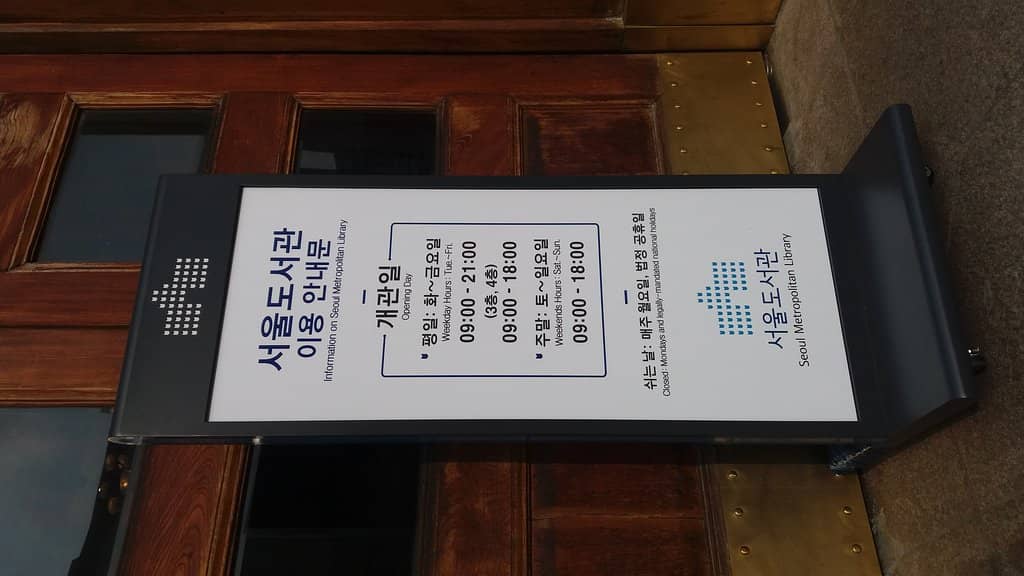 서울도서관
이용 안내문
Information on Seoul Metropolitan Library
개관일
Opening Day
평일: 화~금요일
Weekday Hours : Tue.~Fri.
09:00 - 21:00
(3층, 4층)
09:00 - 18:00
주말: 토~일요일
Weekends Hours : Sat.~Sun.
09:00 - 18:00
쉬는 날: 매주 월요일, 법정 공휴일
Closed : Mondays and legally-mandated national holidays
서울도서관
Seoul Metropolitan Library